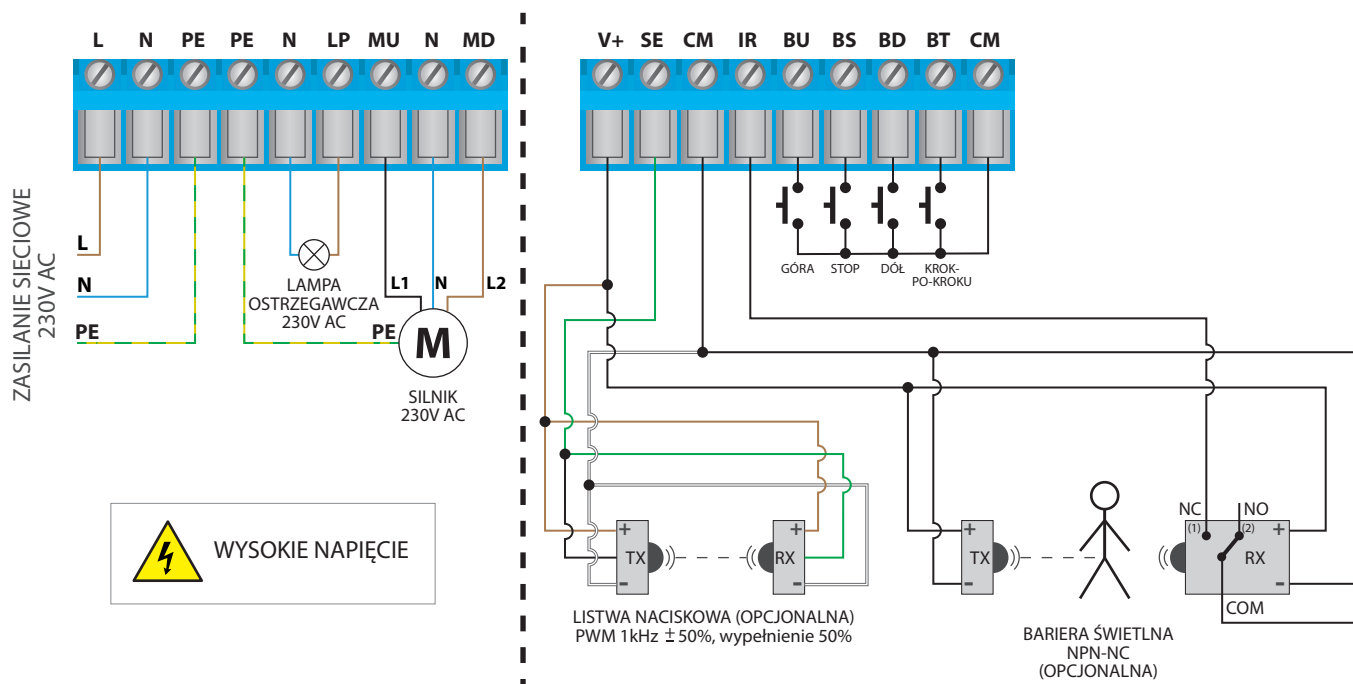 L N PE PE N LP MU N MD
V+ SE CM IR BU BS BD BT CM
ZASILANIE SIECIOWE
230V AC
L
N
PE
LAMPA
OSTRZEGAWCZA
230V AC
L1 N L2
PE
M
SILNIK
230V AC
WYSOKIE NAPIĘCIE
GÓRA STOP DÓŁ KROK-
PO-KROKU
+ TX -
+ RX -
LISTWA NACISKOWA (OPCJONALNA)
PWM 1kHz ± 50%, wypełnienie 50%
+ TX -
NC NO
(1) (2) +
RX
-
COM
BARIERA ŚWIETLNA
NPN-NC
(OPCJONALNA)